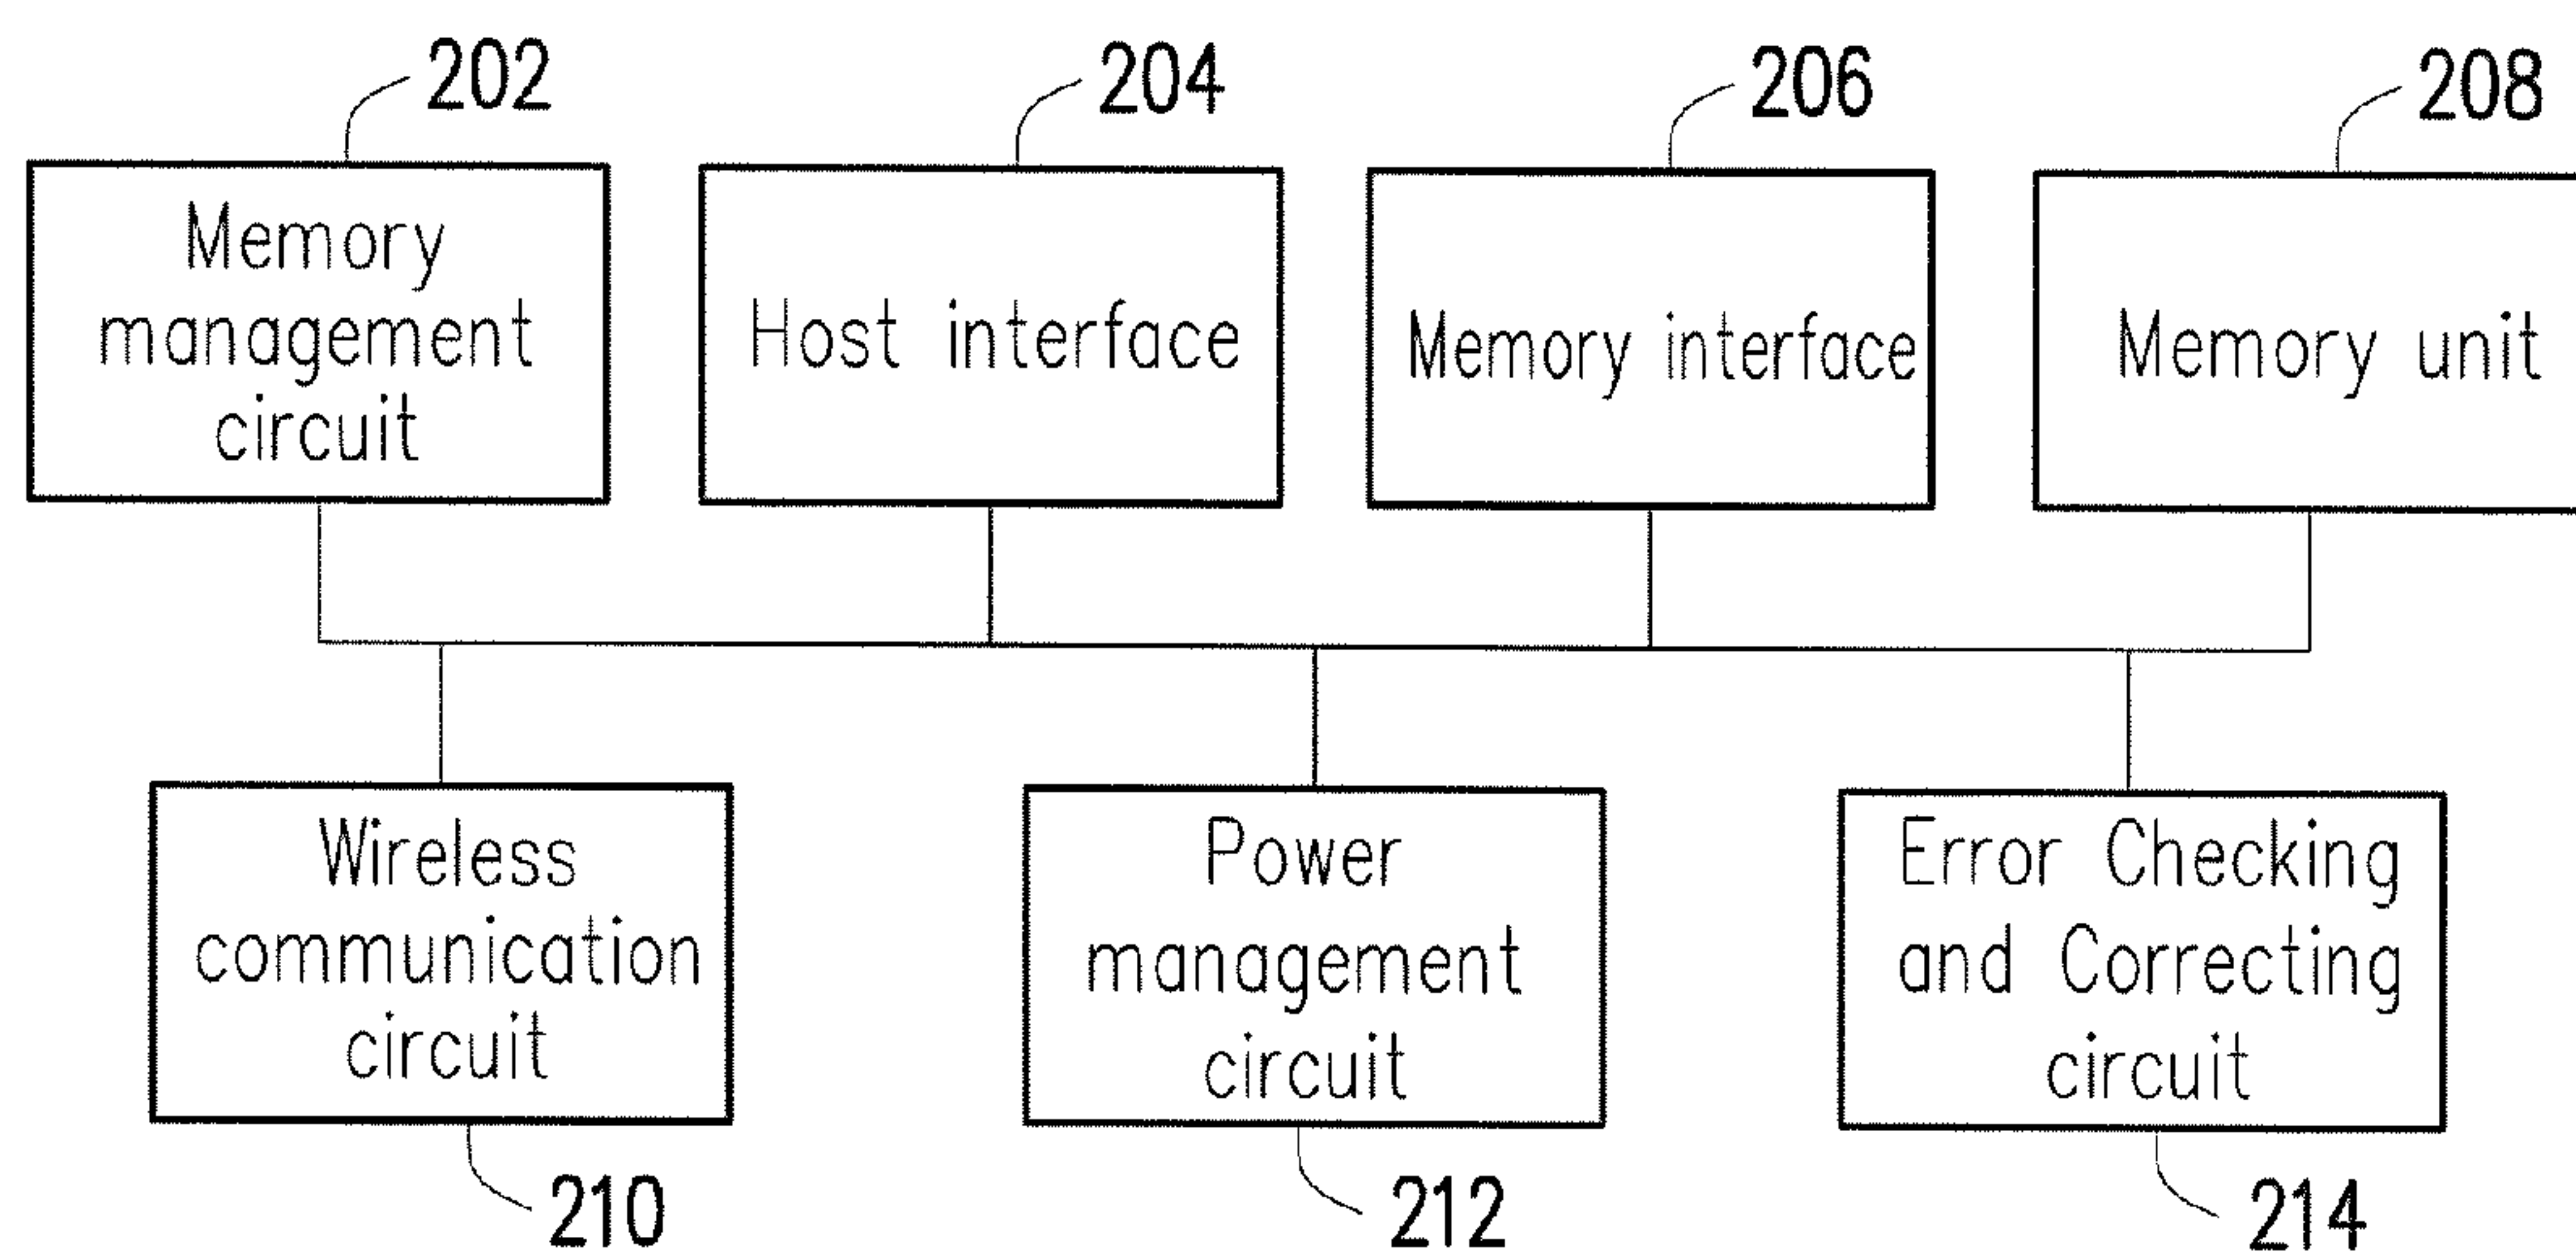 202
204
206
208
Memory
management
circuit
Host interface
Memory interface
Memory unit
Wireless
communication
circuit
Power
management
circuit
Error Checking
and Correcting
circuit
210
212
214